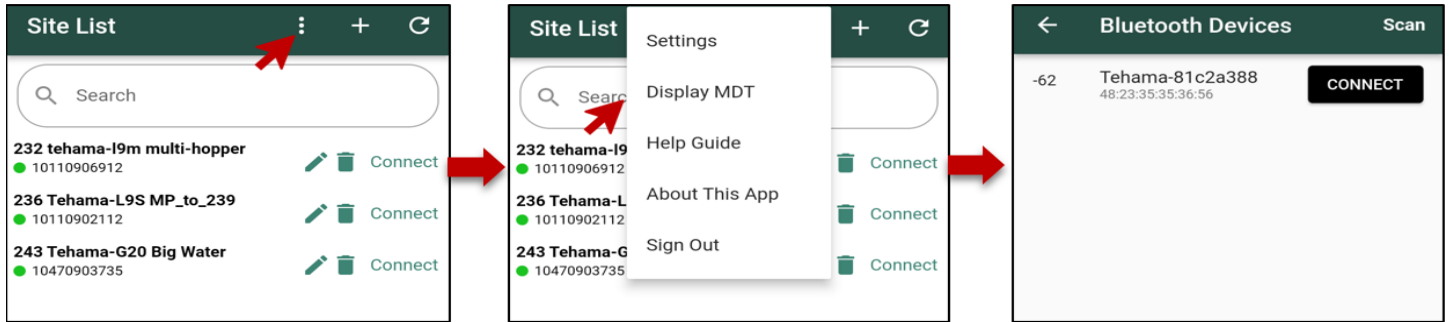 Site List
Search
232 tehama-l9m multi-hopper
10110906912
Connect
236 Tehama-L9S MP_to_239
10110902112
Connect
243 Tehama-G20 Big Water
10470903735
Connect
Site List
Searc
Settings
Display MDT
Help Guide
About This App
Sign Out
232 tehama-l9
10110906912
Connect
236 Tehama-L
10110902112
Connect
243 Tehama-G
10470903735
Connect
Bluetooth Devices
Scan
-62
Tehama-81c2a388
48:23:35:35:36:56
CONNECT